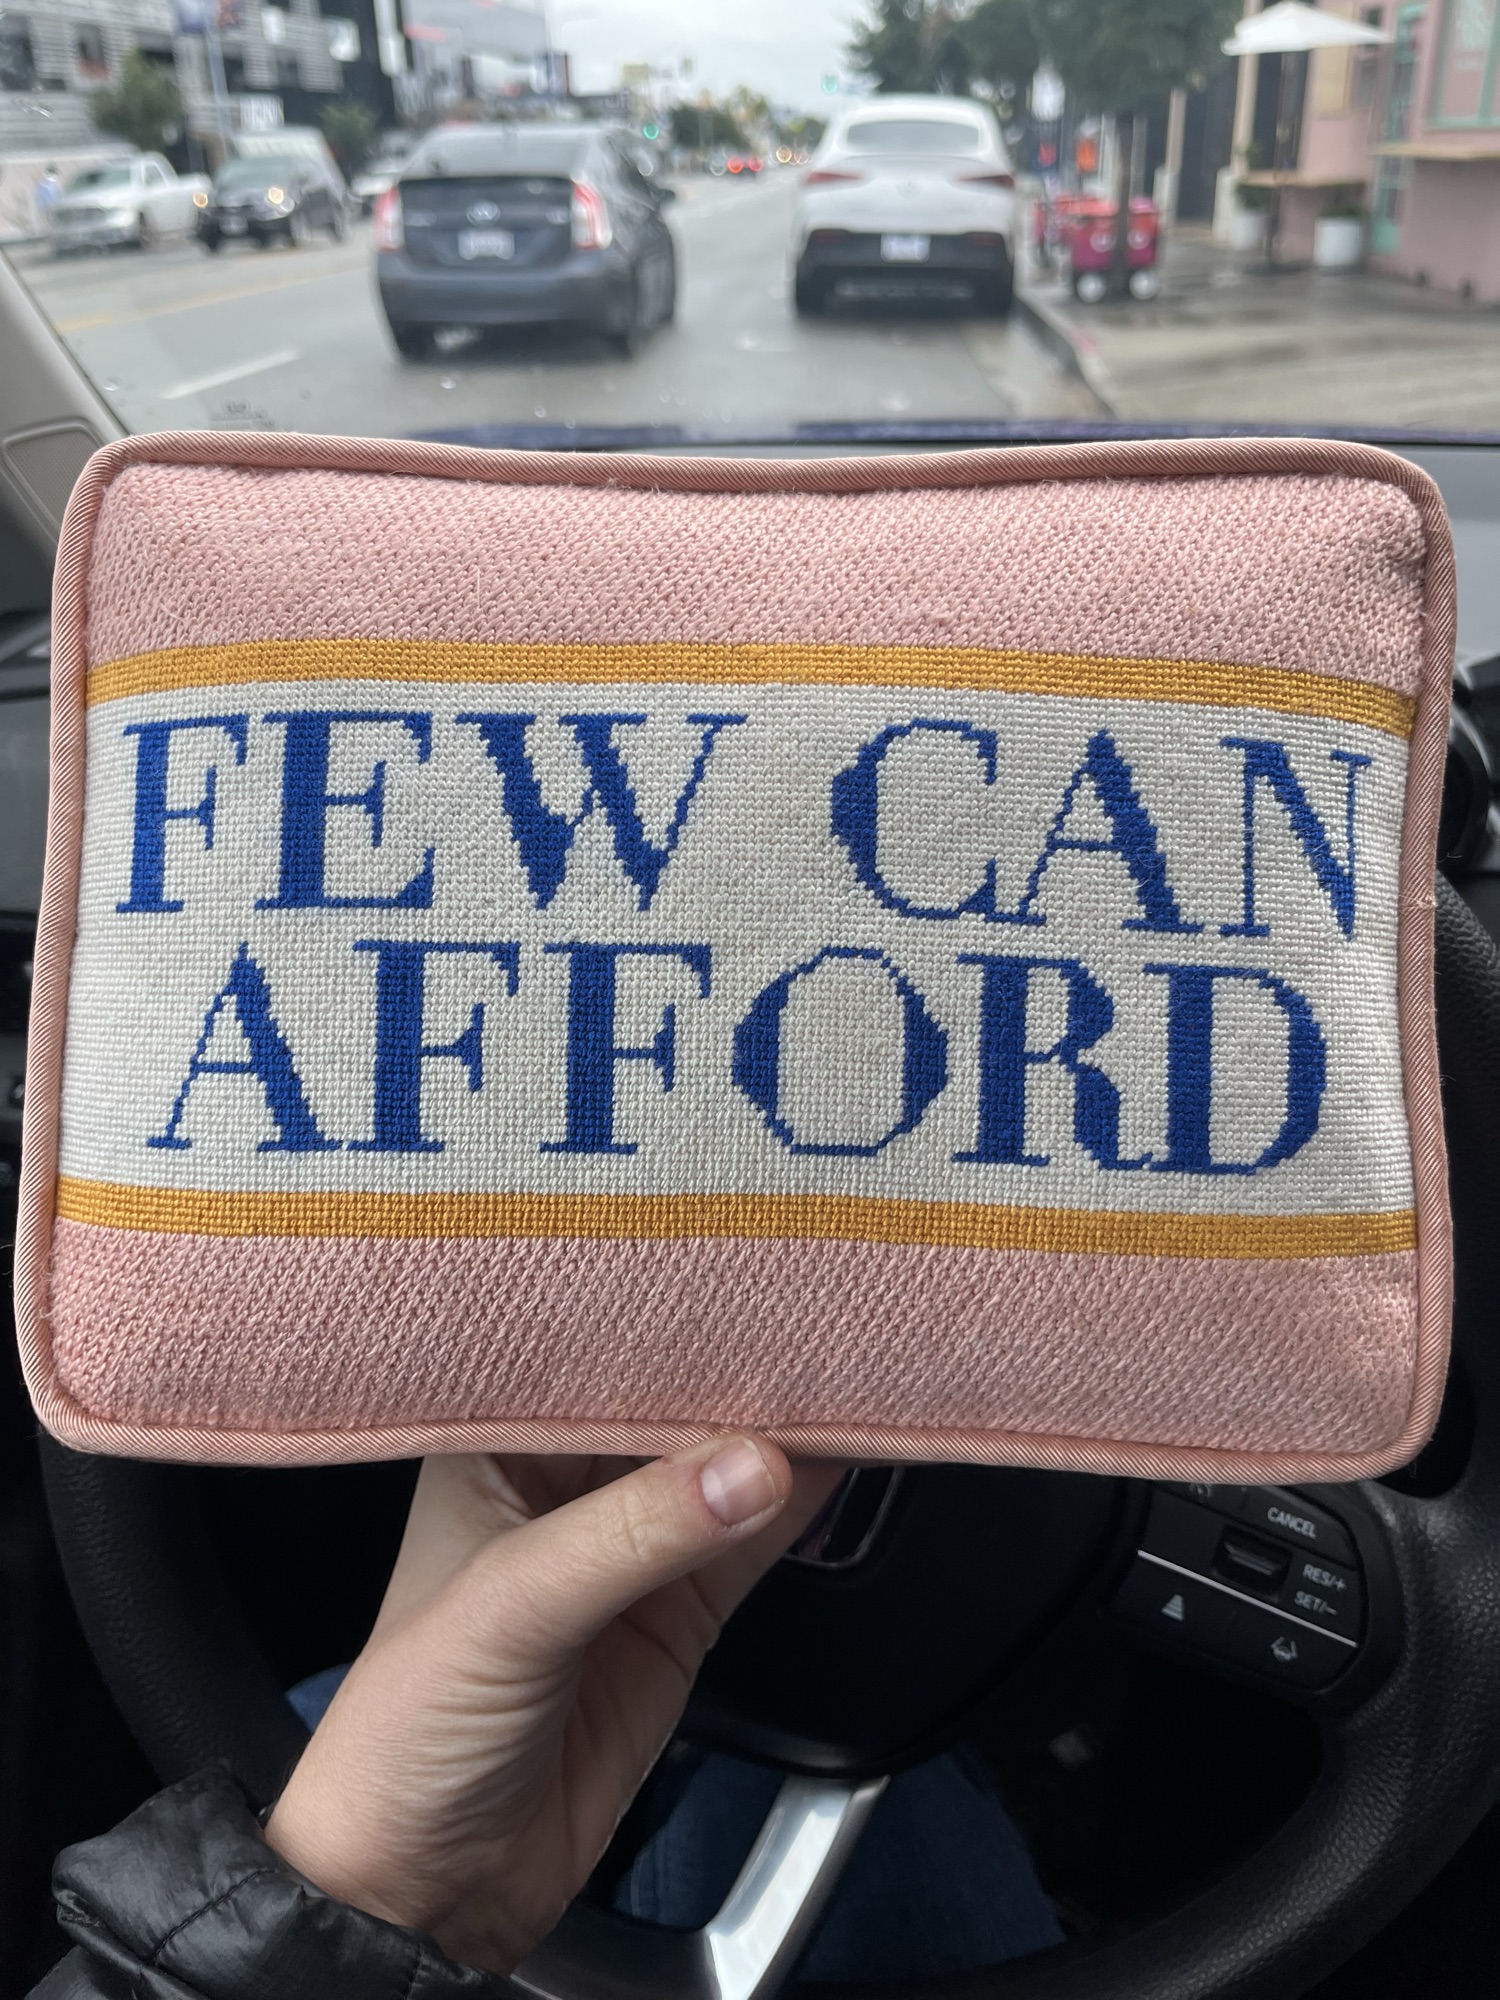 FEW CAN
AFFORD
CANCEL
RES/+
SET/-